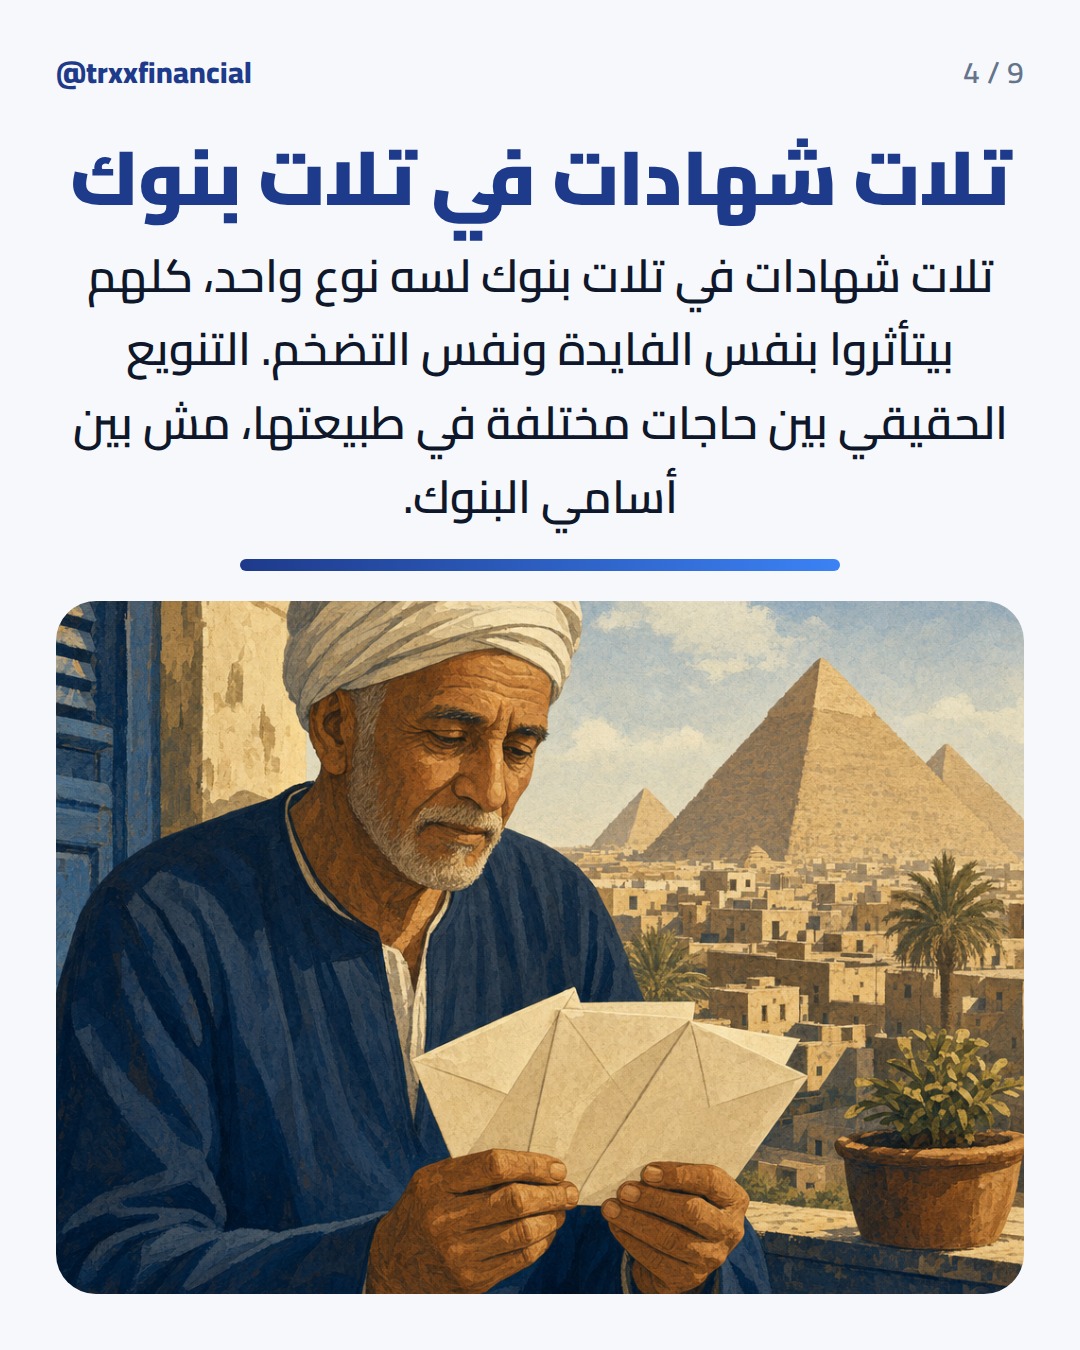 @trxxfinancial
4 / 9
تلات شهادات في تلات بنوك
تلات شهادات في تلات بنوك لسه نوع واحد، كلهم
بيتأثروا بنفس الفايدة ونفس التضخم. التنويع
الحقيقي بين حاجات مختلفة في طبيعتها، مش بين
أسامي البنوك.